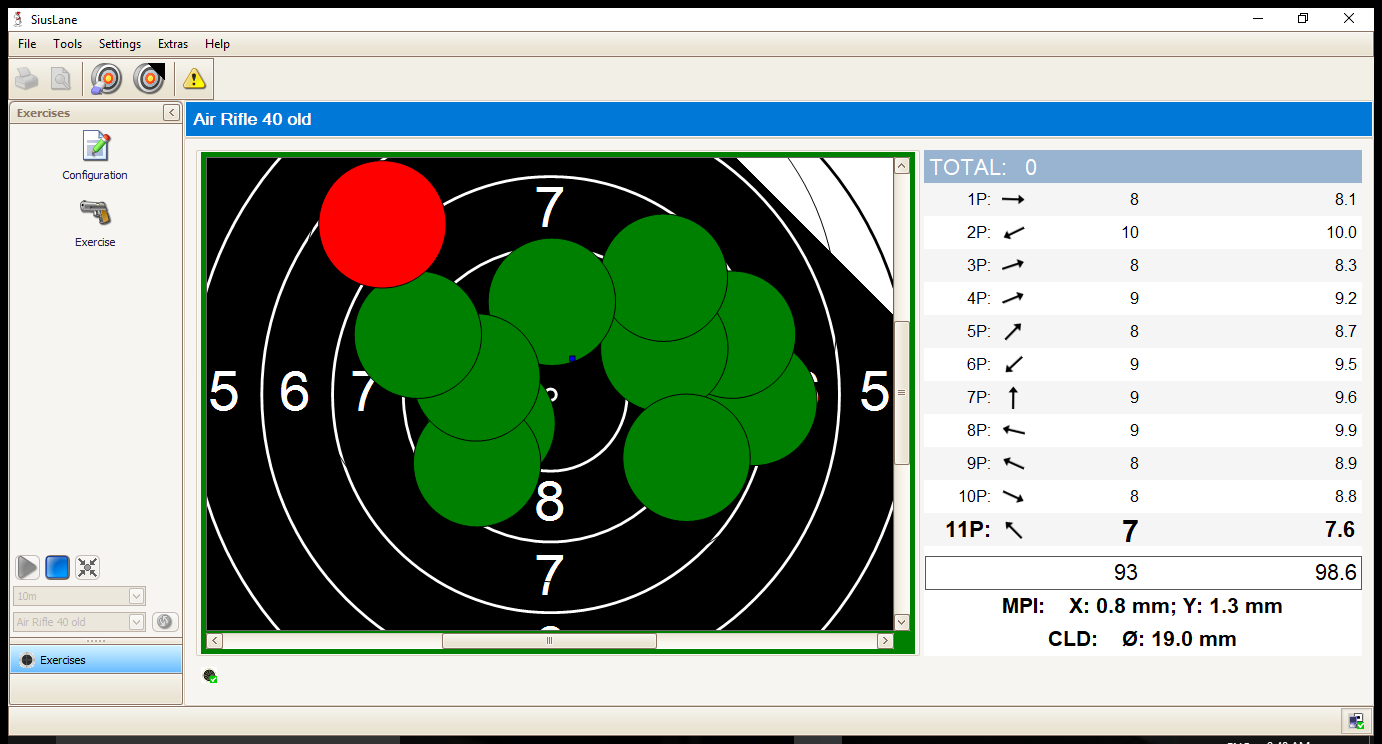 SiusLane
File Tools Settings Extras Help
Exercises
Configuration
Exercise
10m
Air Rifle 40 old
Exercises
Air Rifle 40 old
7
5 6 7 5
8
7
TOTAL: 0
1P: 8 8.1
2P: 10 10.0
3P: 8 8.3
4P: 9 9.2
5P: 8 8.7
6P: 9 9.5
7P: 9 9.6
8P: 9 9.9
9P: 8 8.9
10P: 8 8.8
11P: 7 7.6
93 98.6
MPI: X: 0.8 mm; Y: 1.3 mm
CLD: Ø: 19.0 mm